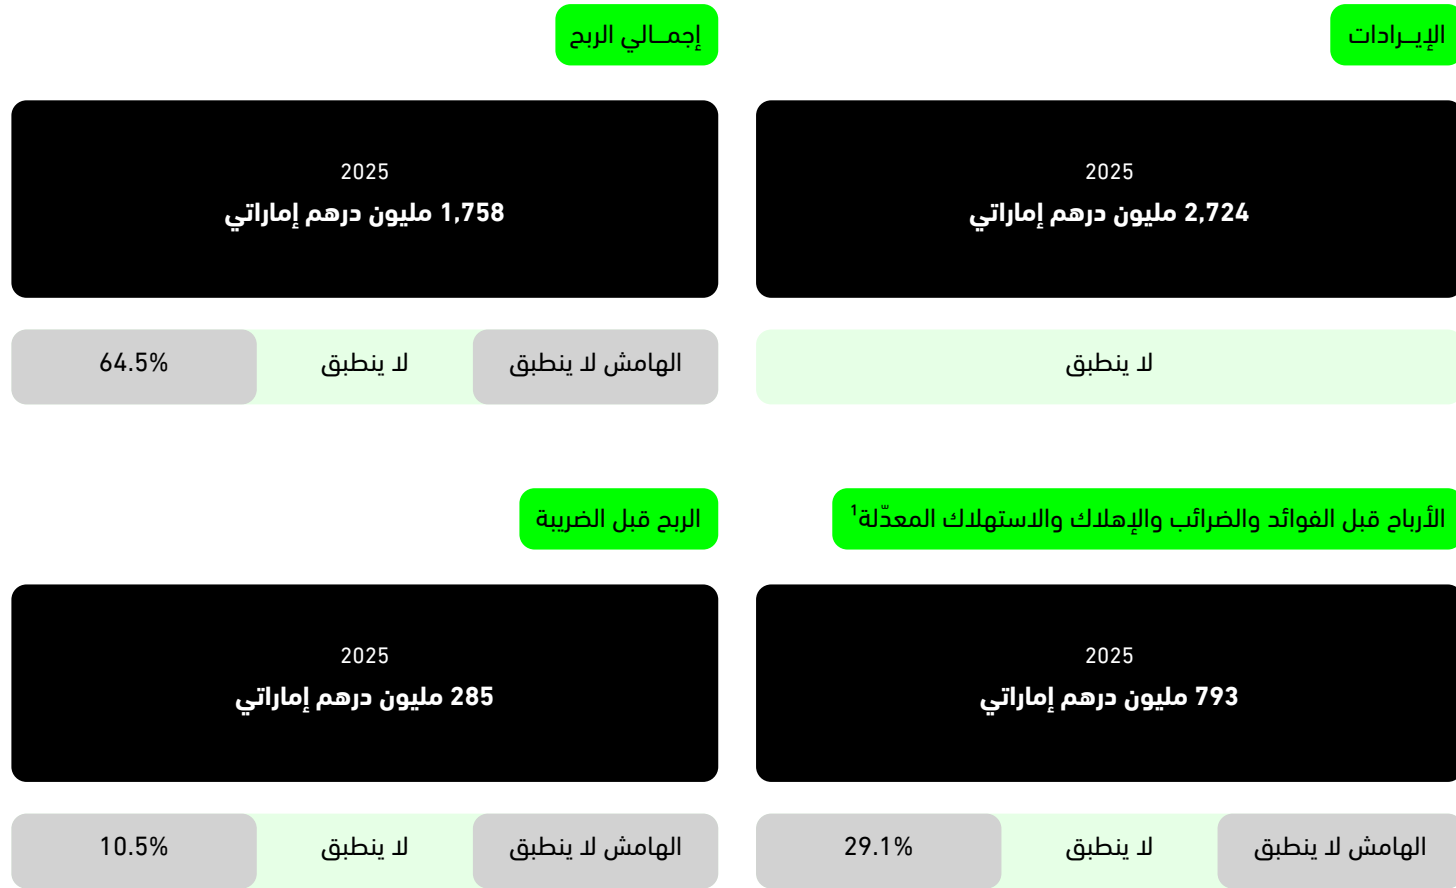 الإيــرادات
2025
2,724 مليون درهم إماراتي
لا ينطبق
إجمــالي الربح
2025
1,758 مليون درهم إماراتي
الهامش لا ينطبق
لا ينطبق
64.5%
الأرباح قبل الفوائد والضرائب والإهلاك والاستهلاك المعدّلة¹
2025
793 مليون درهم إماراتي
الهامش لا ينطبق
لا ينطبق
29.1%
الربح قبل الضريبة
2025
285 مليون درهم إماراتي
الهامش لا ينطبق
لا ينطبق
10.5%